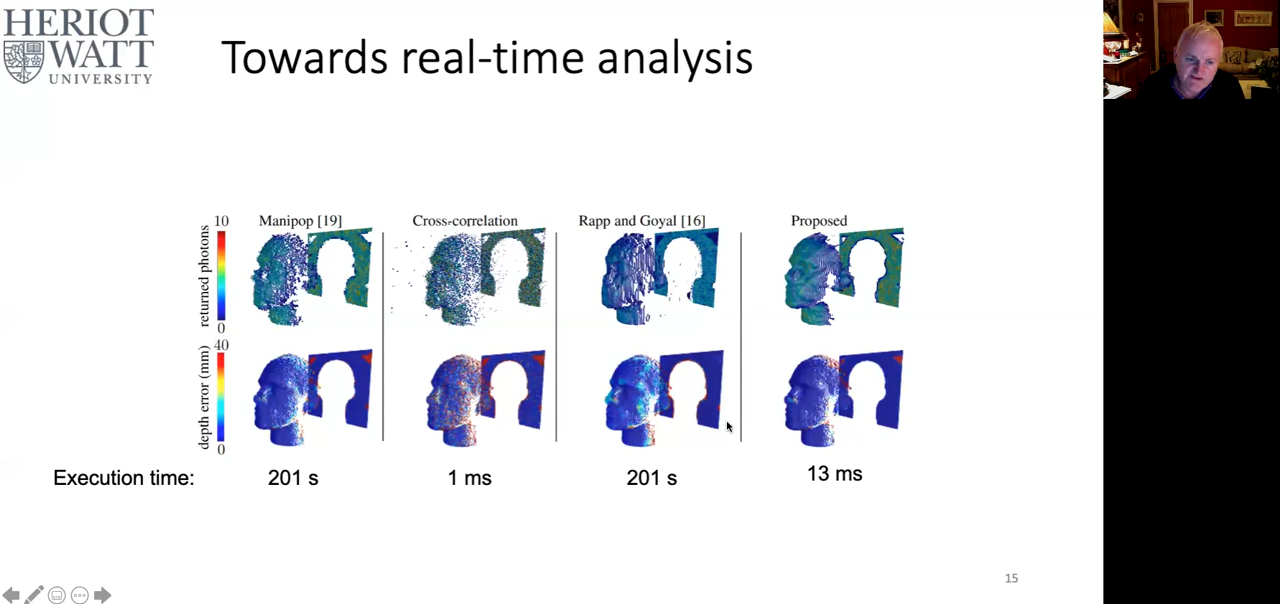 HERIOT
WATT
UNIVERSITY
Towards real-time analysis
Manipop [19]
Cross-correlation
Rapp and Goyal [16]
Proposed
returned photons
10
0
depth error (mm)
40
0
Execution time:
201 s
1 ms
201 s
13 ms
15